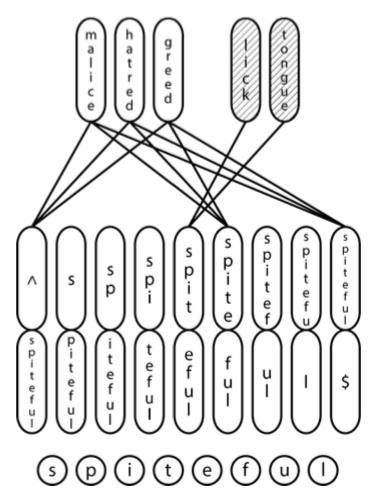 malice hatred greed lick tongue
^ s sp spi spit spite spitef spitefu spiteful
spiteful piteful iteful teful eful ful ul l $
s p i t e f u l